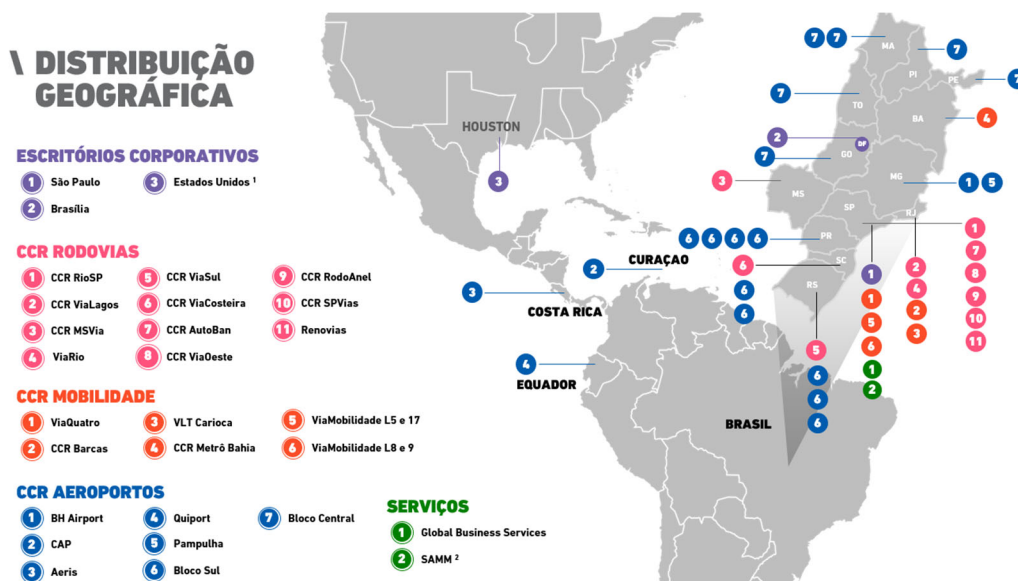 \ DISTRIBUIÇÃO
GEOGRÁFICA
ESCRITÓRIOS CORPORATIVOS
1 São Paulo
2 Brasília
3 Estados Unidos ¹
CCR RODOVIAS
1 CCR RioSP
2 CCR ViaLagos
3 CCR MSVia
4 ViaRio
5 CCR ViaSul
6 CCR ViaCosteira
7 CCR AutoBan
8 CCR ViaOeste
9 CCR RodoAnel
10 CCR SPVias
11 Renovias
CCR MOBILIDADE
1 ViaQuatro
2 CCR Barcas
3 VLT Carioca
4 CCR Metrô Bahia
5 ViaMobilidade L5 e 17
6 ViaMobilidade L8 e 9
CCR AEROPORTOS
1 BH Airport
2 CAP
3 Aeris
4 Quiport
5 Pampulha
6 Bloco Sul
7 Bloco Central
SERVIÇOS
1 Global Business Services
2 SAMM ²
HOUSTON
3
CURAÇAO
2
3
COSTA RICA
4
EQUADOR
BRASIL
7 7 MA
7
PI
PE 7
7 TO
BA 4
2 DF
7 GO
3 MS
MG 1 5
SP
RJ
6 6 6 6 PR
6 SC
6
6
RS
5
6
6
6
1
1
5
6
1
2
2
4
2
3
1
7
8
9
10
11